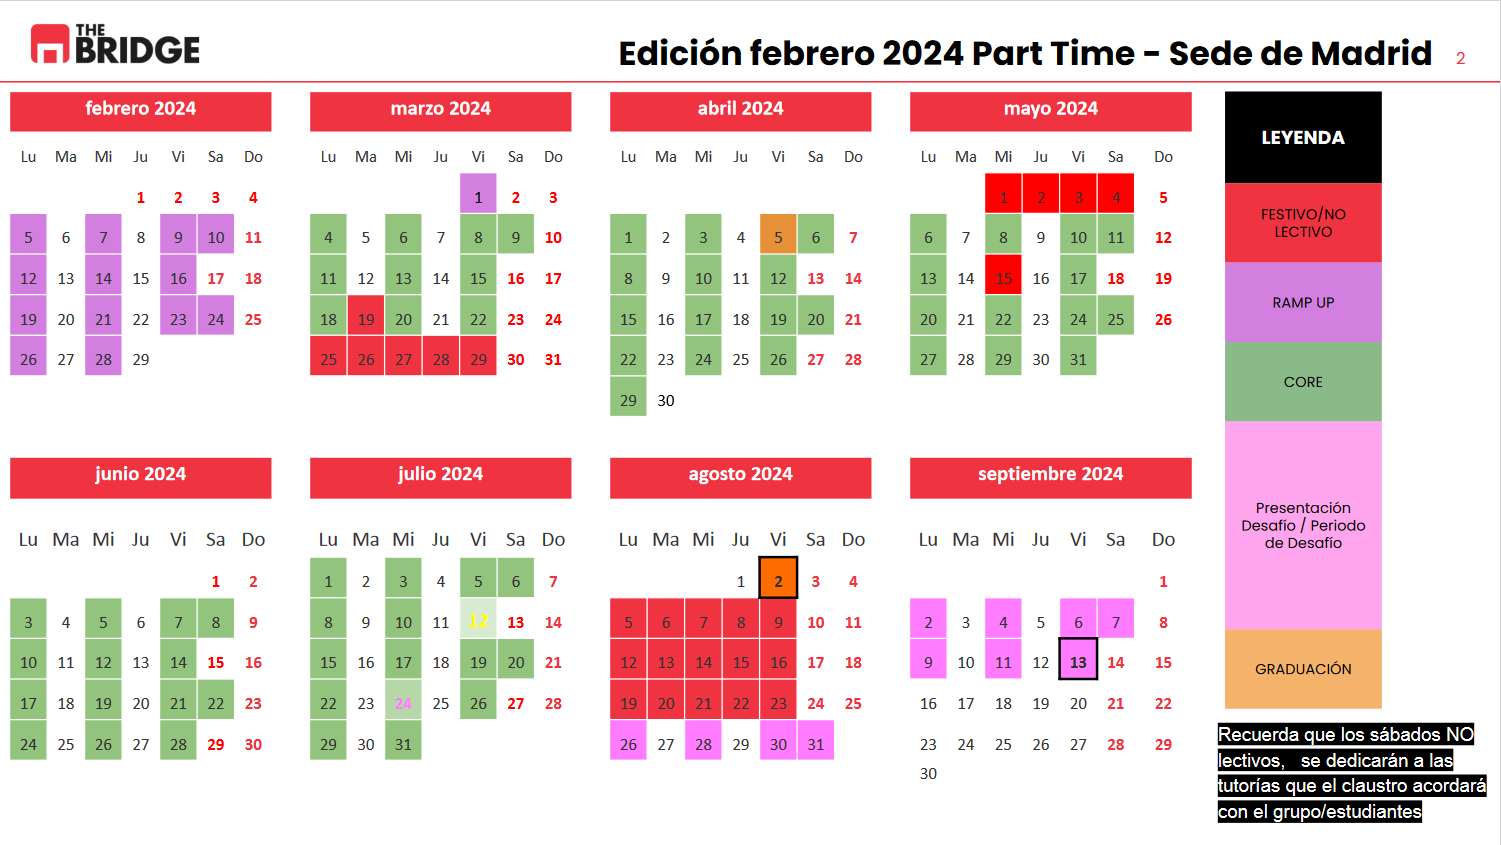 THE
BRIDGE
Edición febrero 2024 Part Time - Sede de Madrid 2
febrero 2024
Lu Ma Mi Ju Vi Sa Do
1 2 3 4
5 6 7 8 9 10 11
12 13 14 15 16 17 18
19 20 21 22 23 24 25
26 27 28 29
marzo 2024
Lu Ma Mi Ju Vi Sa Do
1 2 3
4 5 6 7 8 9 10
11 12 13 14 15 16 17
18 19 20 21 22 23 24
25 26 27 28 29 30 31
abril 2024
Lu Ma Mi Ju Vi Sa Do
1 2 3 4 5 6 7
8 9 10 11 12 13 14
15 16 17 18 19 20 21
22 23 24 25 26 27 28
29 30
mayo 2024
Lu Ma Mi Ju Vi Sa Do
1 2 3 4 5
6 7 8 9 10 11 12
13 14 15 16 17 18 19
20 21 22 23 24 25 26
27 28 29 30 31
junio 2024
Lu Ma Mi Ju Vi Sa Do
1 2
3 4 5 6 7 8 9
10 11 12 13 14 15 16
17 18 19 20 21 22 23
24 25 26 27 28 29 30
julio 2024
Lu Ma Mi Ju Vi Sa Do
1 2 3 4 5 6 7
8 9 10 11 12 13 14
15 16 17 18 19 20 21
22 23 24 25 26 27 28
29 30 31
agosto 2024
Lu Ma Mi Ju Vi Sa Do
1 2 3 4
5 6 7 8 9 10 11
12 13 14 15 16 17 18
19 20 21 22 23 24 25
26 27 28 29 30 31
septiembre 2024
Lu Ma Mi Ju Vi Sa Do
1
2 3 4 5 6 7 8
9 10 11 12 13 14 15
16 17 18 19 20 21 22
23 24 25 26 27 28 29
30
LEYENDA
FESTIVO/NO
LECTIVO
RAMP UP
CORE
Presentación
Desafío / Periodo
de Desafío
GRADUACIÓN
Recuerda que los sábados NO
lectivos, se dedicarán a las
tutorías que el claustro acordará
con el grupo/estudiantes